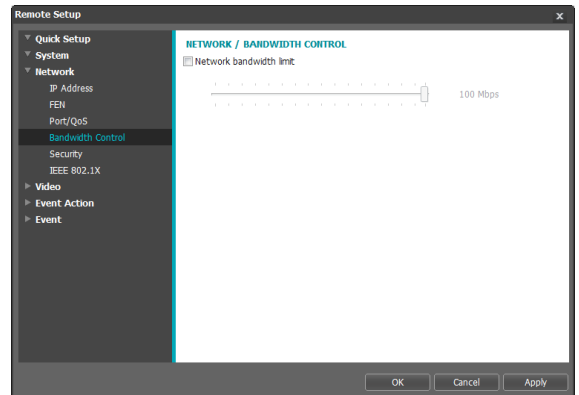 Remote Setup
x
Quick Setup
System
Network
IP Address
FEN
Port/QoS
Bandwidth Control
Security
IEEE 802.1X
Video
Event Action
Event
NETWORK / BANDWIDTH CONTROL
Network bandwidth limit
100 Mbps
OK
Cancel
Apply